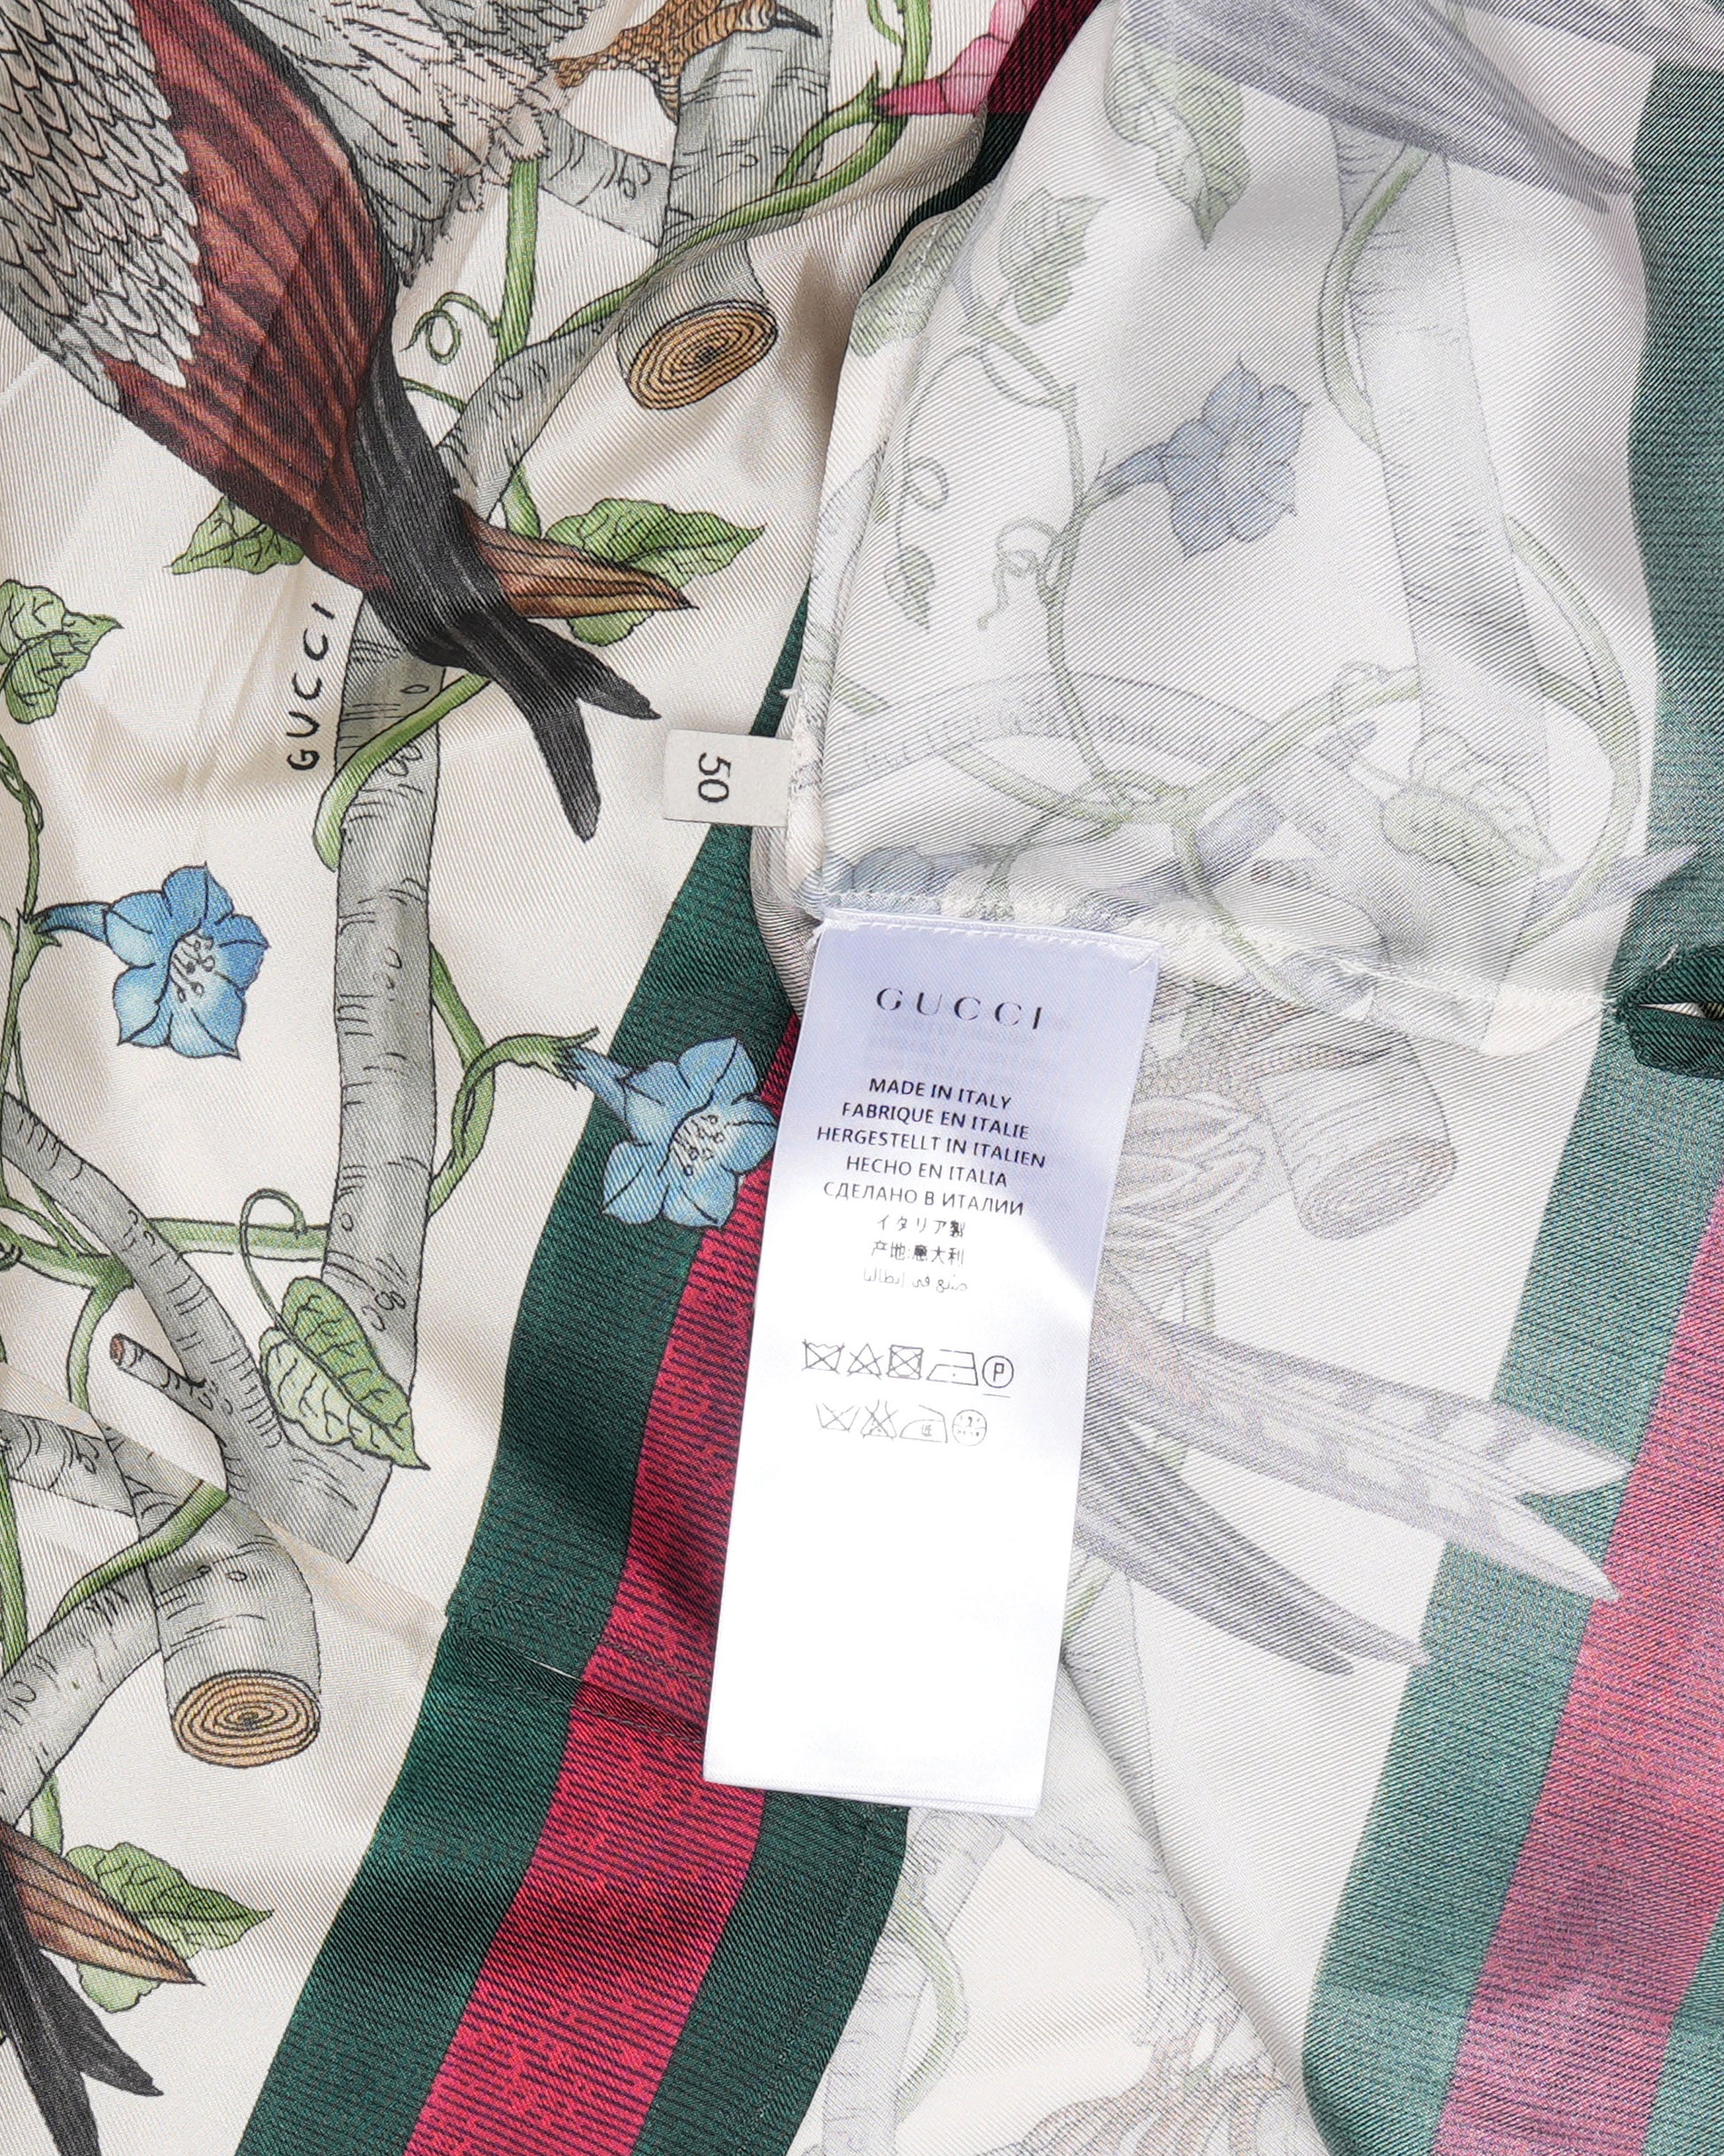 GUCCI
50
GUCCI
MADE IN ITALY
FABRIQUE EN ITALIE
HERGESTELLT IN ITALIEN
HECHO EN ITALIA
СДЕЛАНО В ИТАЛИИ
イタリア製
产地:意大利
صنع في إيطاليا
P